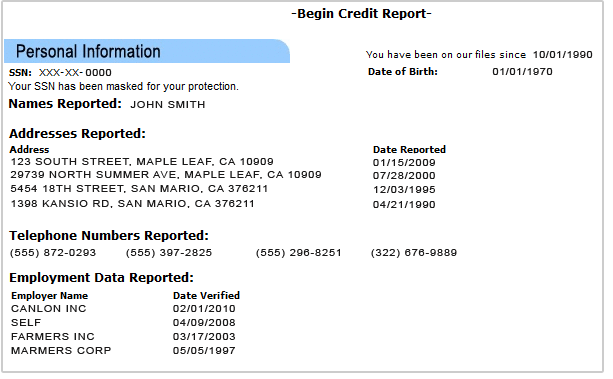 -Begin Credit Report-
Personal Information
You have been on our files since 10/01/1990
SSN: XXX-XX-0000 Date of Birth: 01/01/1970
Your SSN has been masked for your protection.
Names Reported: JOHN SMITH
Addresses Reported:
Address Date Reported
123 SOUTH STREET, MAPLE LEAF, CA 10909 01/15/2009
29739 NORTH SUMMER AVE, MAPLE LEAF, CA 10909 07/28/2000
5454 18TH STREET, SAN MARIO, CA 376211 12/03/1995
1398 KANSIO RD, SAN MARIO, CA 376211 04/21/1990
Telephone Numbers Reported:
(555) 872-0293 (555) 397-2825 (555) 296-8251 (322) 676-9889
Employment Data Reported:
Employer Name Date Verified
CANLON INC 02/01/2010
SELF 04/09/2008
FARMERS INC 03/17/2003
MARMERS CORP 05/05/1997